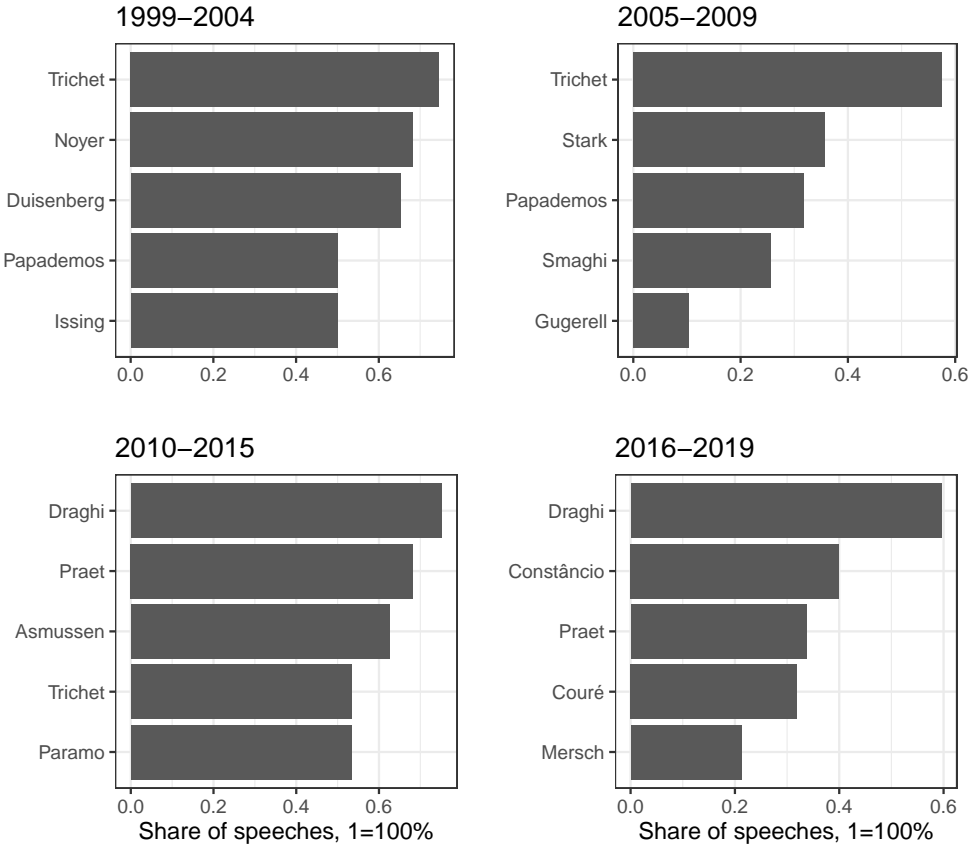 1999−2004
Trichet
Noyer
Duisenberg
Papademos
Issing
0.0 0.2 0.4 0.6
2005−2009
Trichet
Stark
Papademos
Smaghi
Gugerell
0.0 0.2 0.4 0.6
2010−2015
Draghi
Praet
Asmussen
Trichet
Paramo
0.0 0.2 0.4 0.6
Share of speeches, 1=100%
2016−2019
Draghi
Constâncio
Praet
Couré
Mersch
0.0 0.2 0.4 0.6
Share of speeches, 1=100%